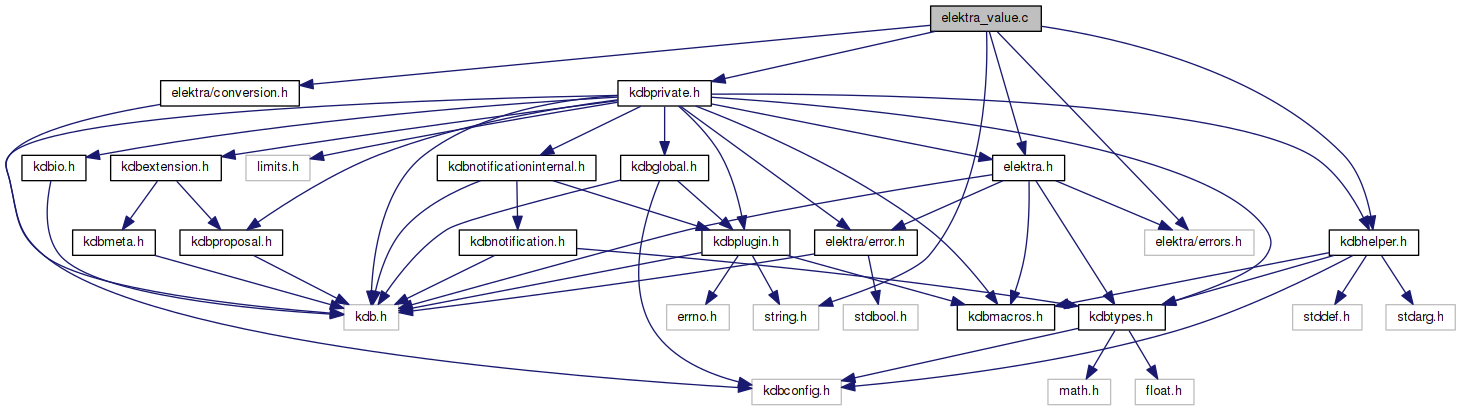 elektra_value.c
elektra/conversion.h
kdbprivate.h
kdbio.h
kdbextension.h
limits.h
kdbnotificationinternal.h
kdbglobal.h
elektra.h
kdbmeta.h
kdbproposal.h
kdbnotification.h
kdbplugin.h
elektra/error.h
elektra/errors.h
kdbhelper.h
kdb.h
errno.h
string.h
stdbool.h
kdbmacros.h
kdbtypes.h
stddef.h
stdarg.h
kdbconfig.h
math.h
float.h